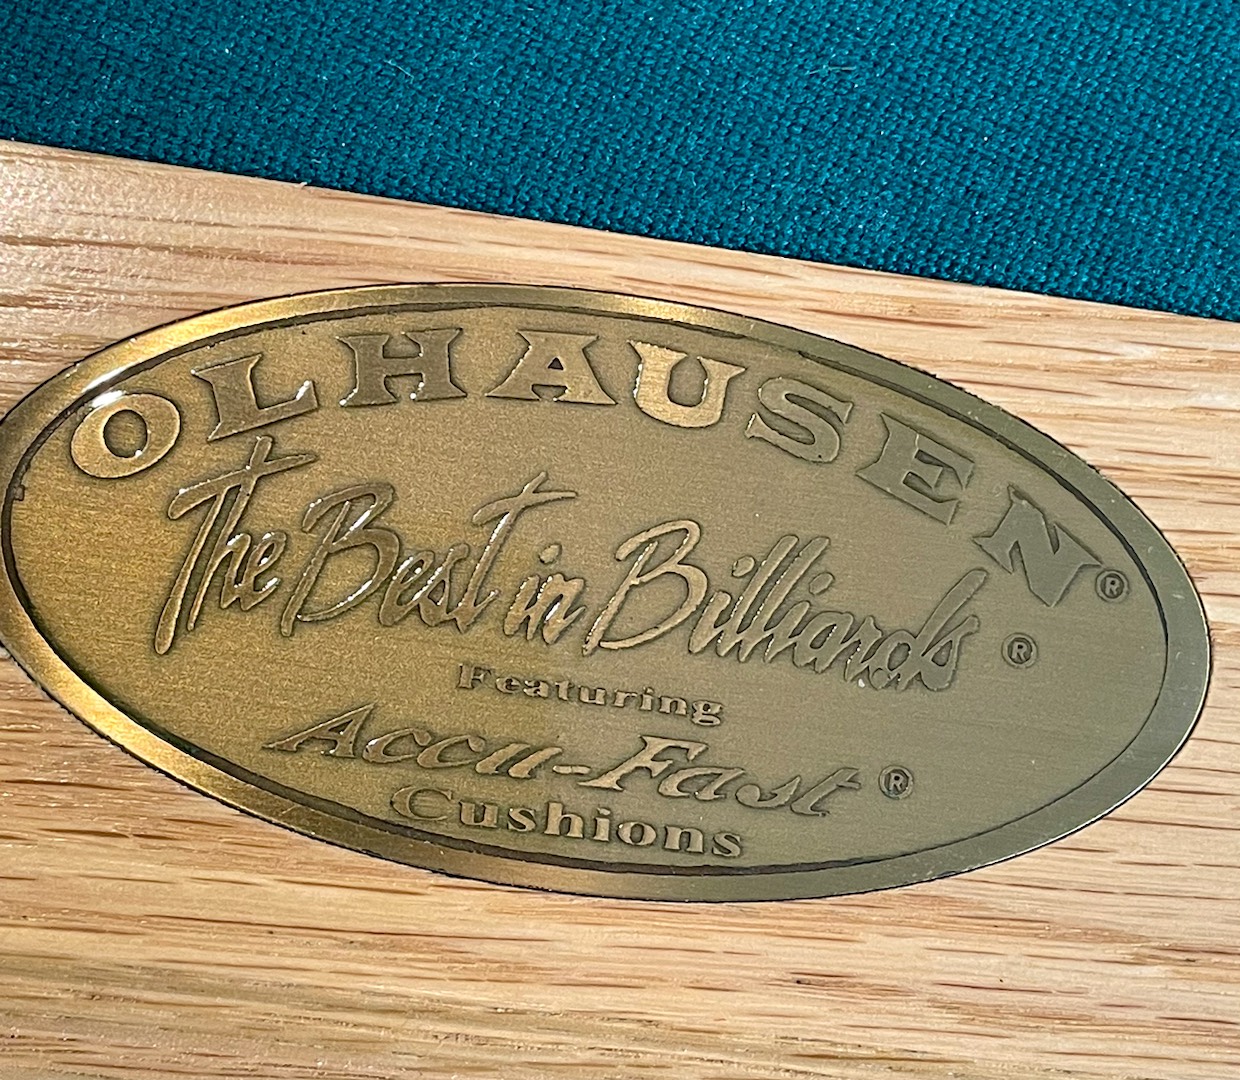 OLHAUSEN®
The Best in Billiards®
Featuring
Accu-Fast®
Cushions